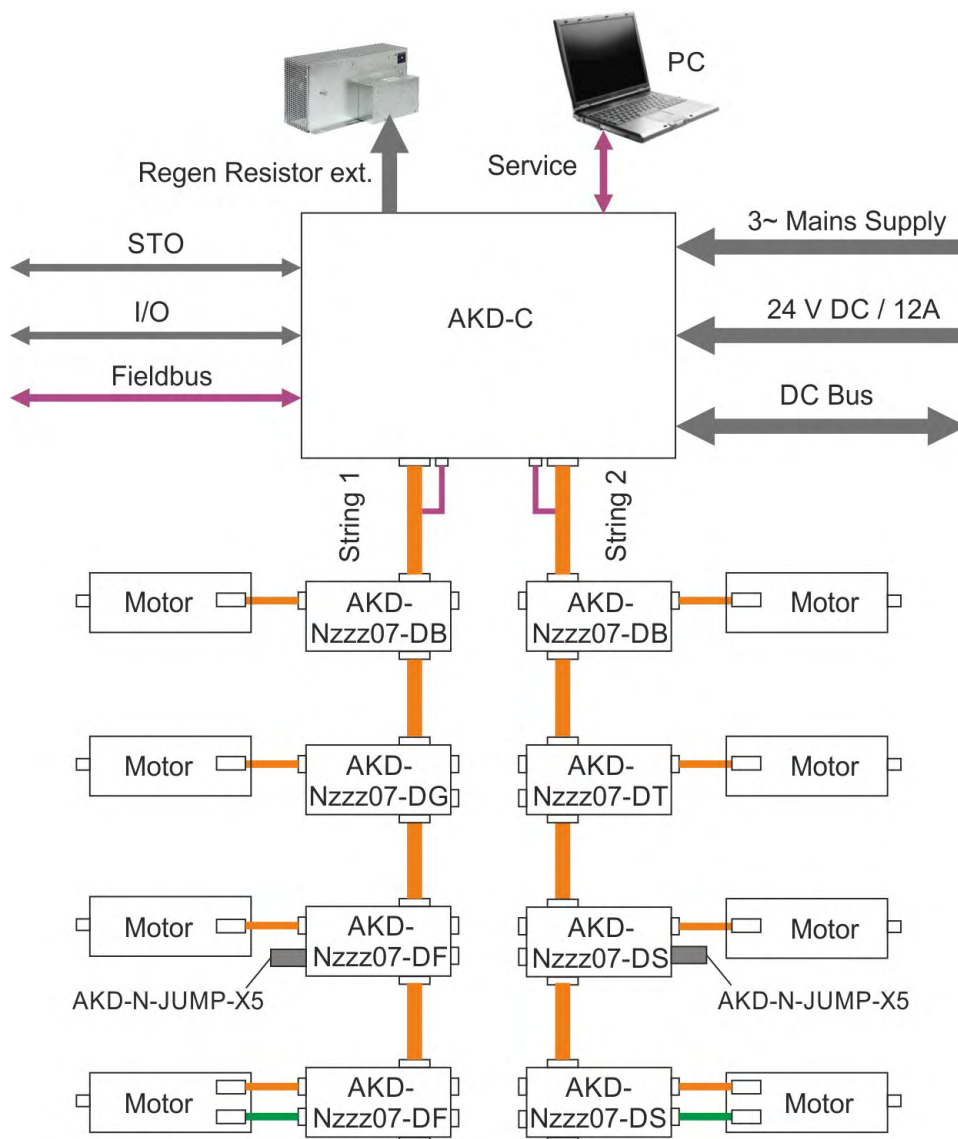 PC
Regen Resistor ext.
Service
STO
3~ Mains Supply
I/O
AKD-C
24 V DC / 12A
Fieldbus
DC Bus
String 1
String 2
Motor
AKD-
Nzzz07-DB
AKD-
Nzzz07-DB
Motor
Motor
AKD-
Nzzz07-DG
AKD-
Nzzz07-DT
Motor
Motor
AKD-
Nzzz07-DF
AKD-
Nzzz07-DS
Motor
AKD-N-JUMP-X5
AKD-N-JUMP-X5
Motor
AKD-
Nzzz07-DF
AKD-
Nzzz07-DS
Motor